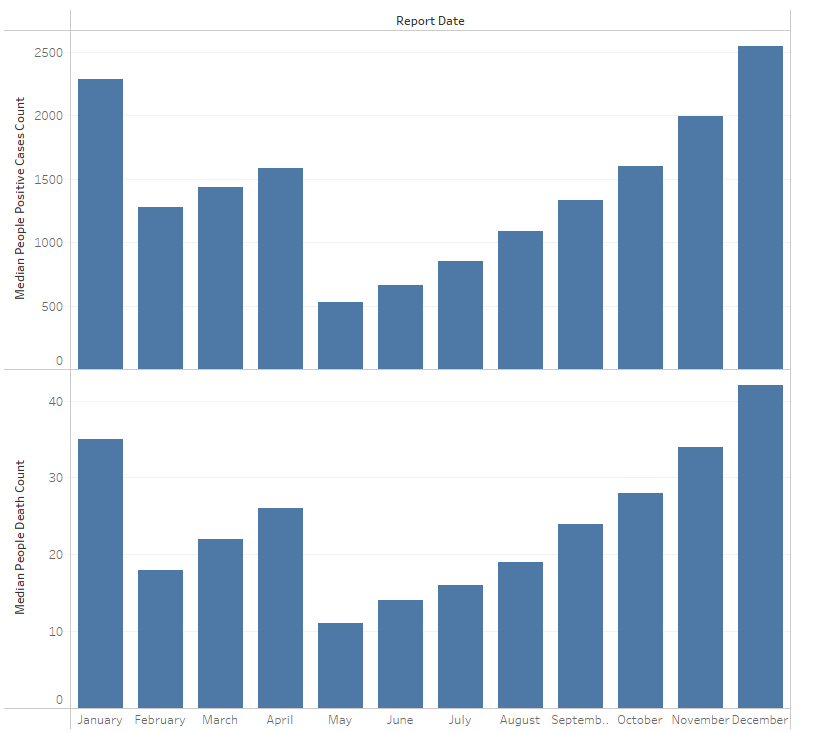 Report Date
Median People Positive Cases Count
2500
2000
1500
1000
500
0
Median People Death Count
40
30
20
10
0
January February March April May June July August Septemb.. October November December